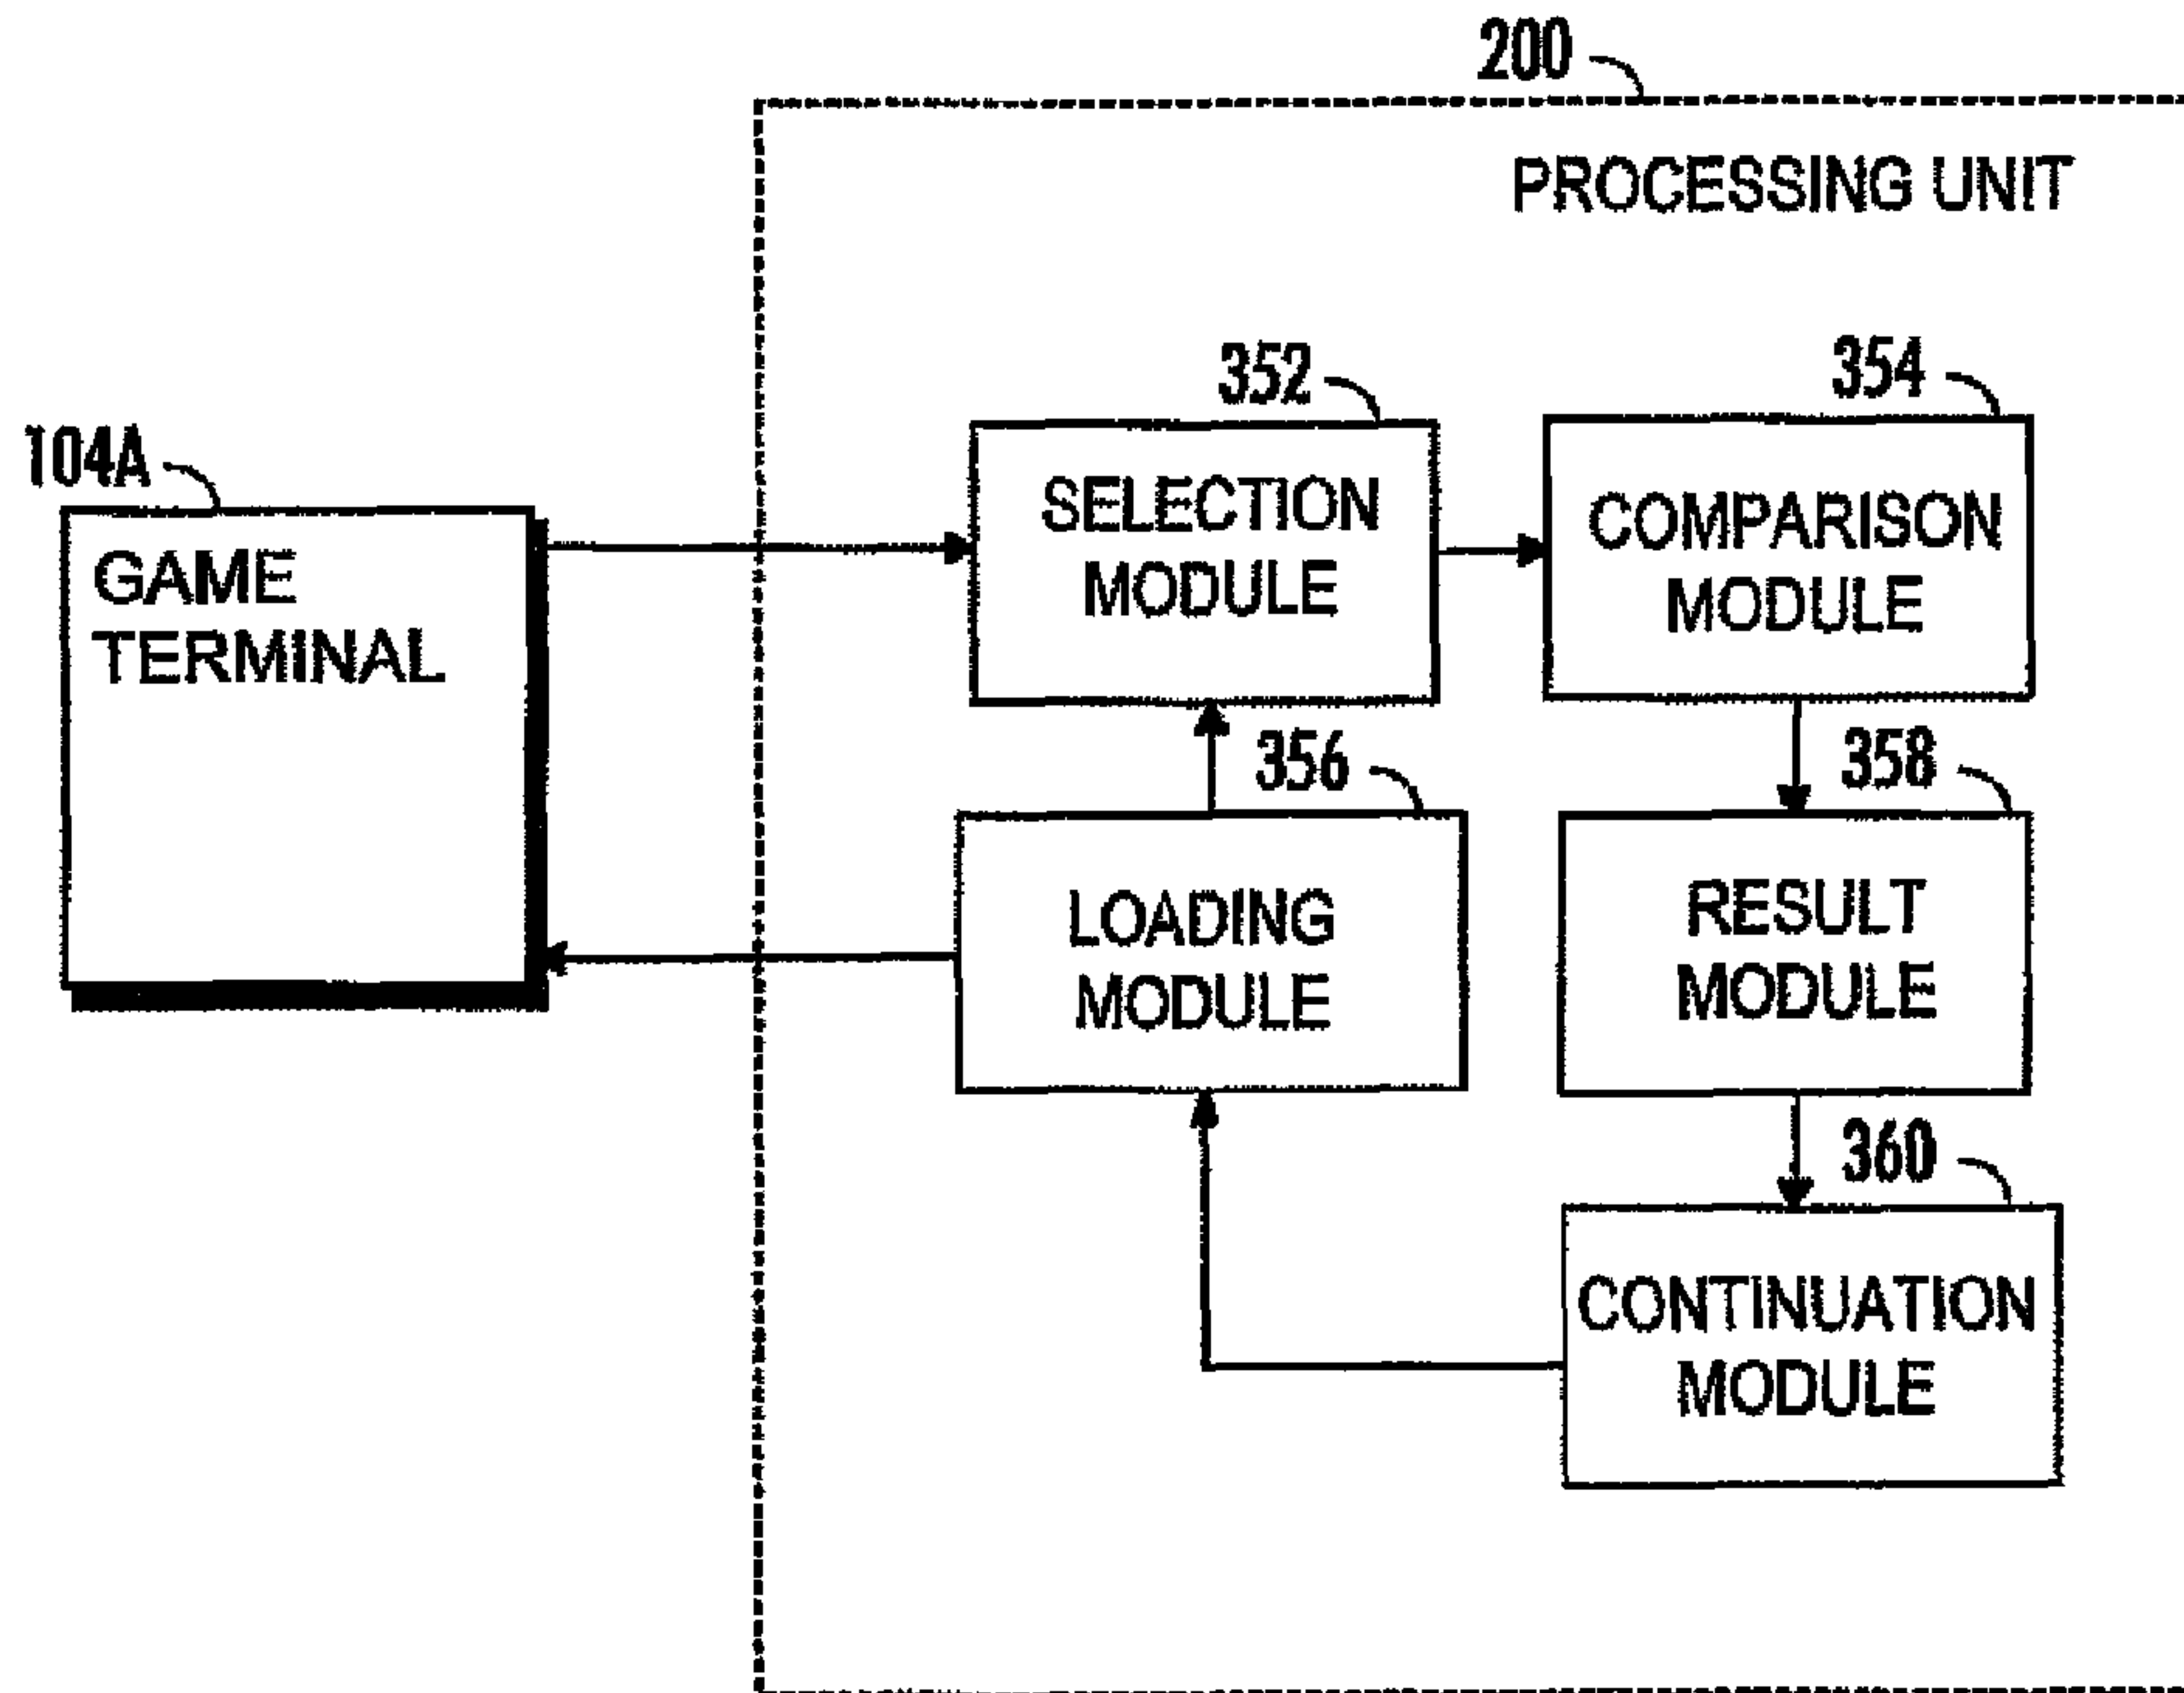 200
PROCESSING UNIT
352
354
104A
SELECTION
MODULE
COMPARISON
MODULE
GAME
TERMINAL
356
358
LOADING
MODULE
RESULT
MODULE
360
CONTINUATION
MODULE